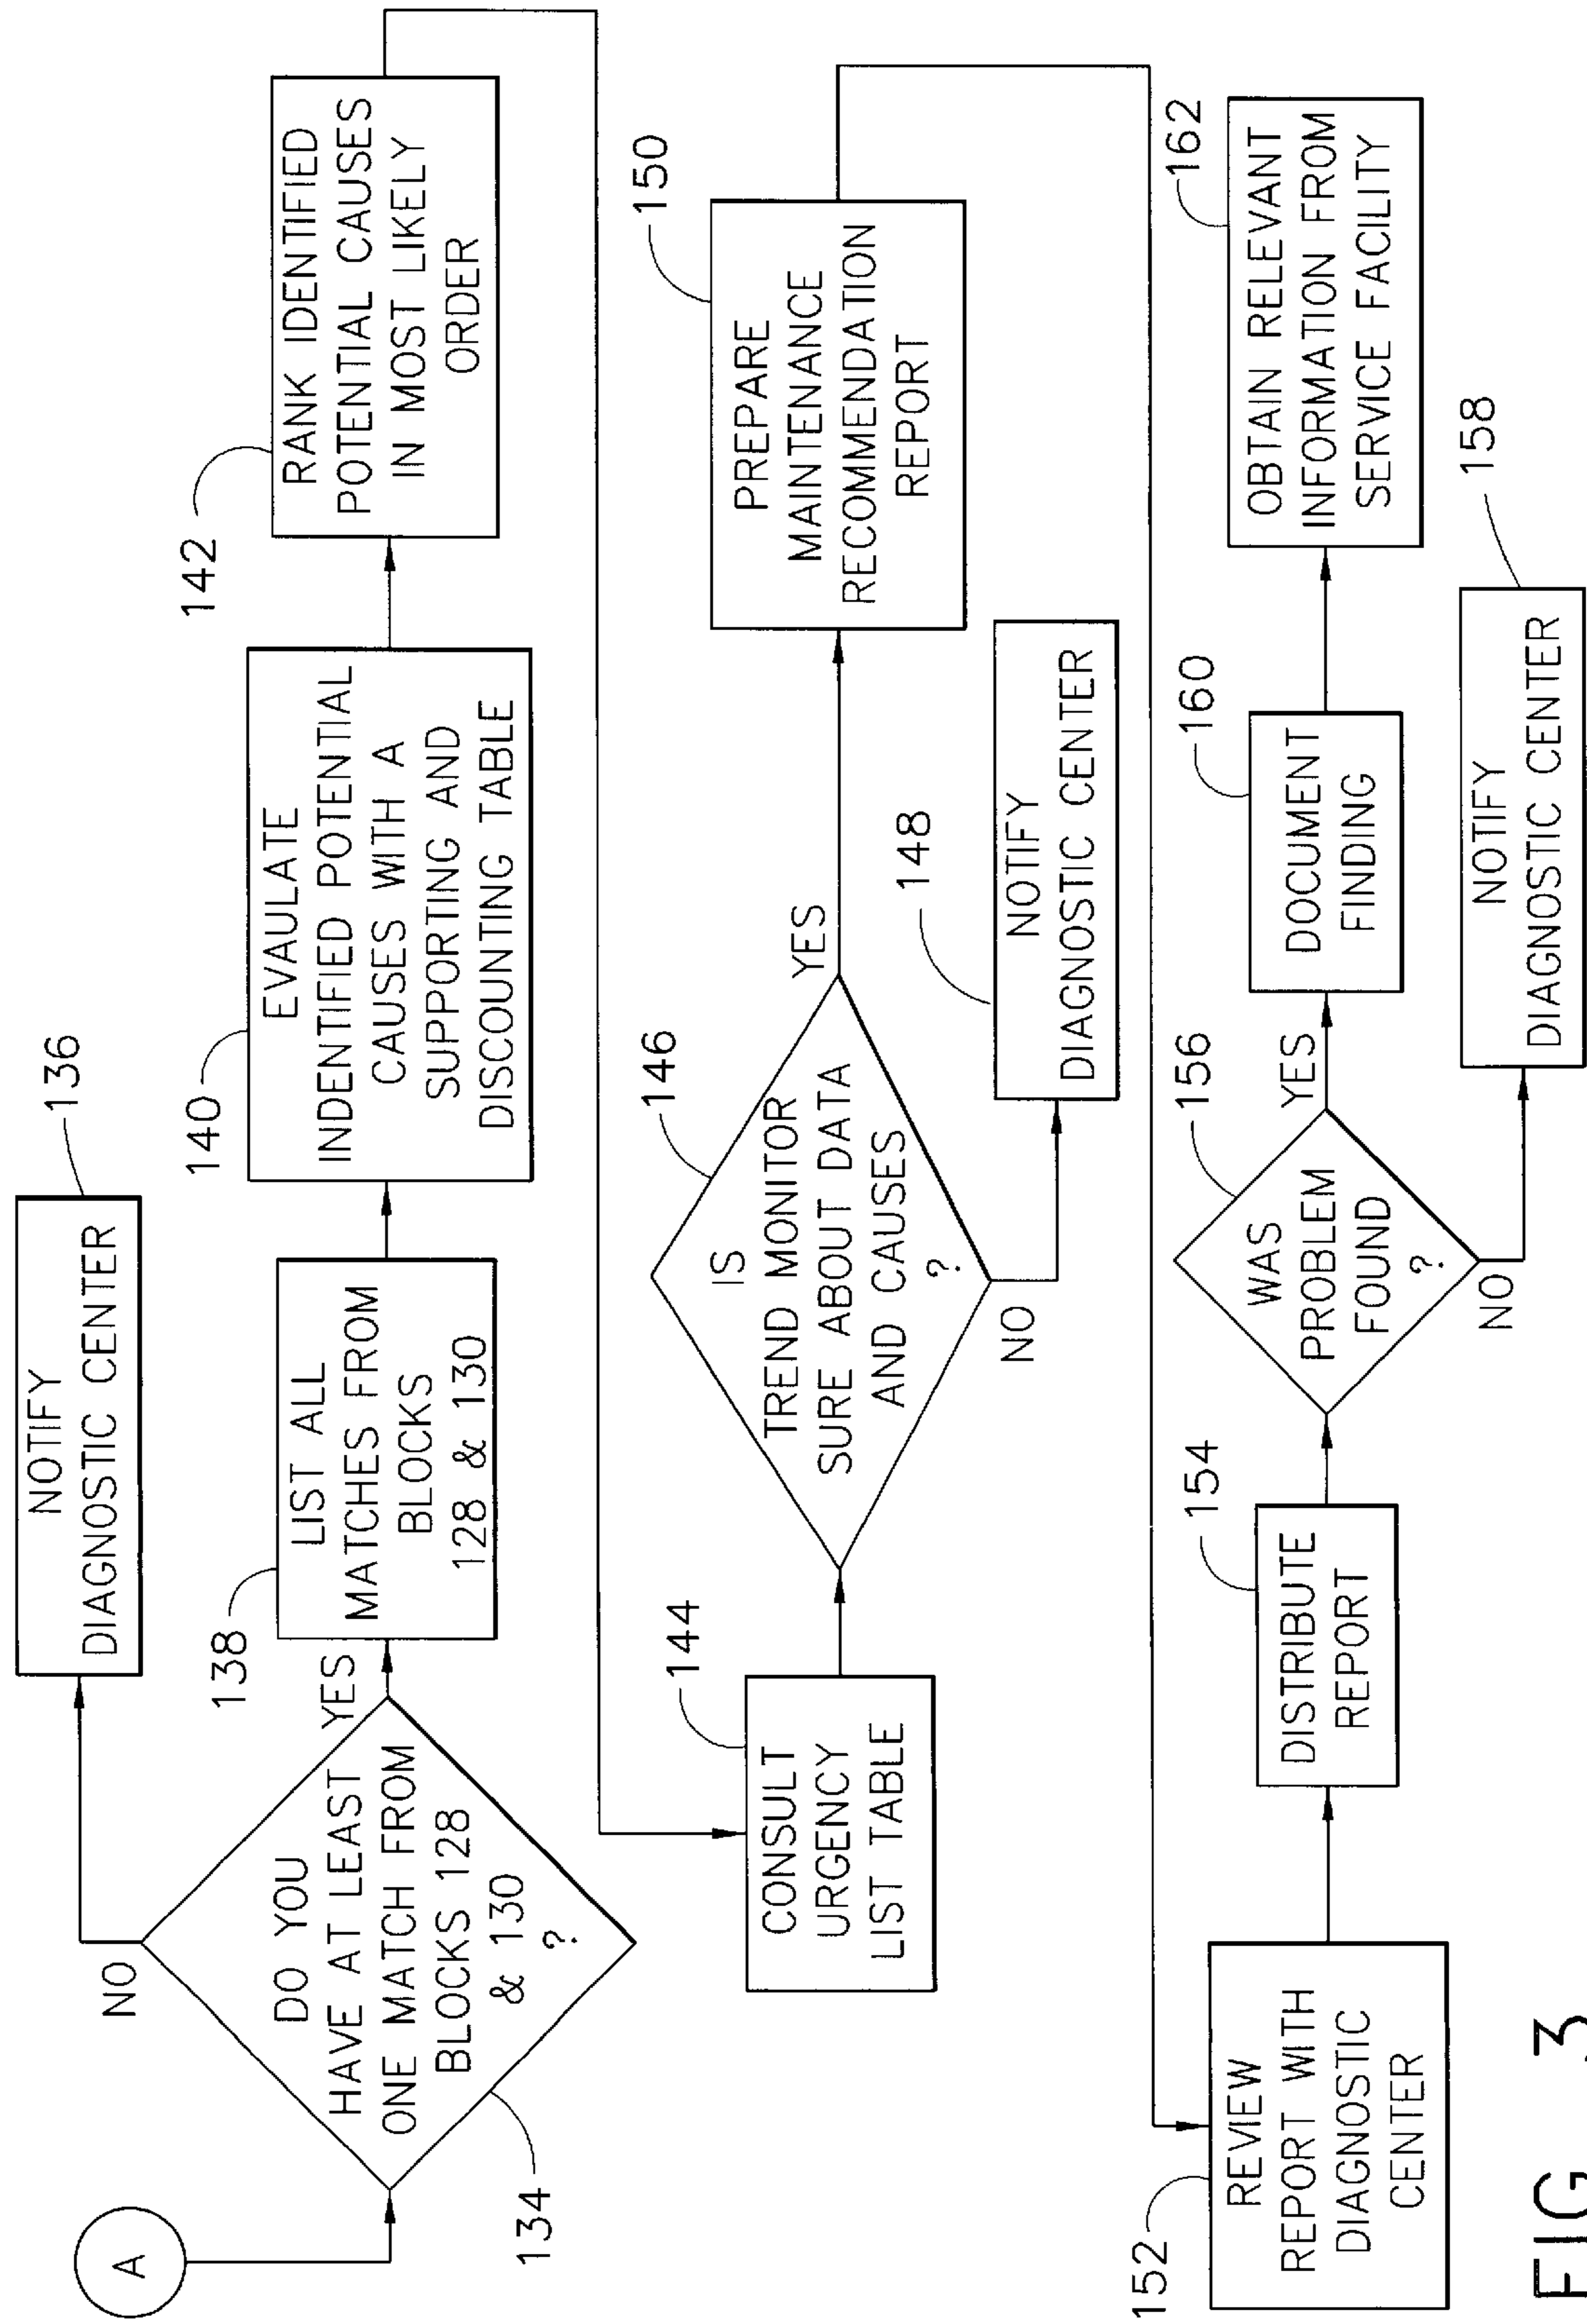 A
134
DO YOU
HAVE AT LEAST
ONE MATCH FROM
BLOCKS 128
& 130
?
NO
136
NOTIFY
DIAGNOSTIC CENTER
YES
138
LIST ALL
MATCHES FROM
BLOCKS
128 & 130
140
EVAULATE
INDENTIFIED POTENTIAL
CAUSES WITH A
SUPPORTING AND
DISCOUNTING TABLE
142
RANK IDENTIFIED
POTENTIAL CAUSES
IN MOST LIKELY
ORDER
144
CONSULT
URGENCY
LIST TABLE
146
IS
TREND MONITOR
SURE ABOUT DATA
AND CAUSES
?
NO
148
NOTIFY
DIAGNOSTIC CENTER
YES
150
PREPARE
MAINTENANCE
RECOMMENDATION
REPORT
152
REVIEW
REPORT WITH
DIAGNOSTIC
CENTER
154
DISTRIBUTE
REPORT
156
WAS
PROBLEM
FOUND
?
NO
158
NOTIFY
DIAGNOSTIC CENTER
YES
160
DOCUMENT
FINDING
162
OBTAIN RELEVANT
INFORMATION FROM
SERVICE FACILITY
FIG. 3